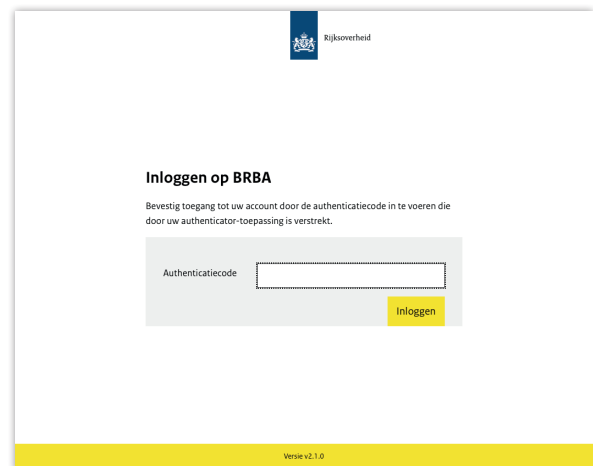 Rijksoverheid
Inloggen op BRBA
Bevestig toegang tot uw account door de authenticatiecode in te voeren die
door uw authenticator-toepassing is verstrekt.
Authenticatiecode
Inloggen
Versie v2.1.0